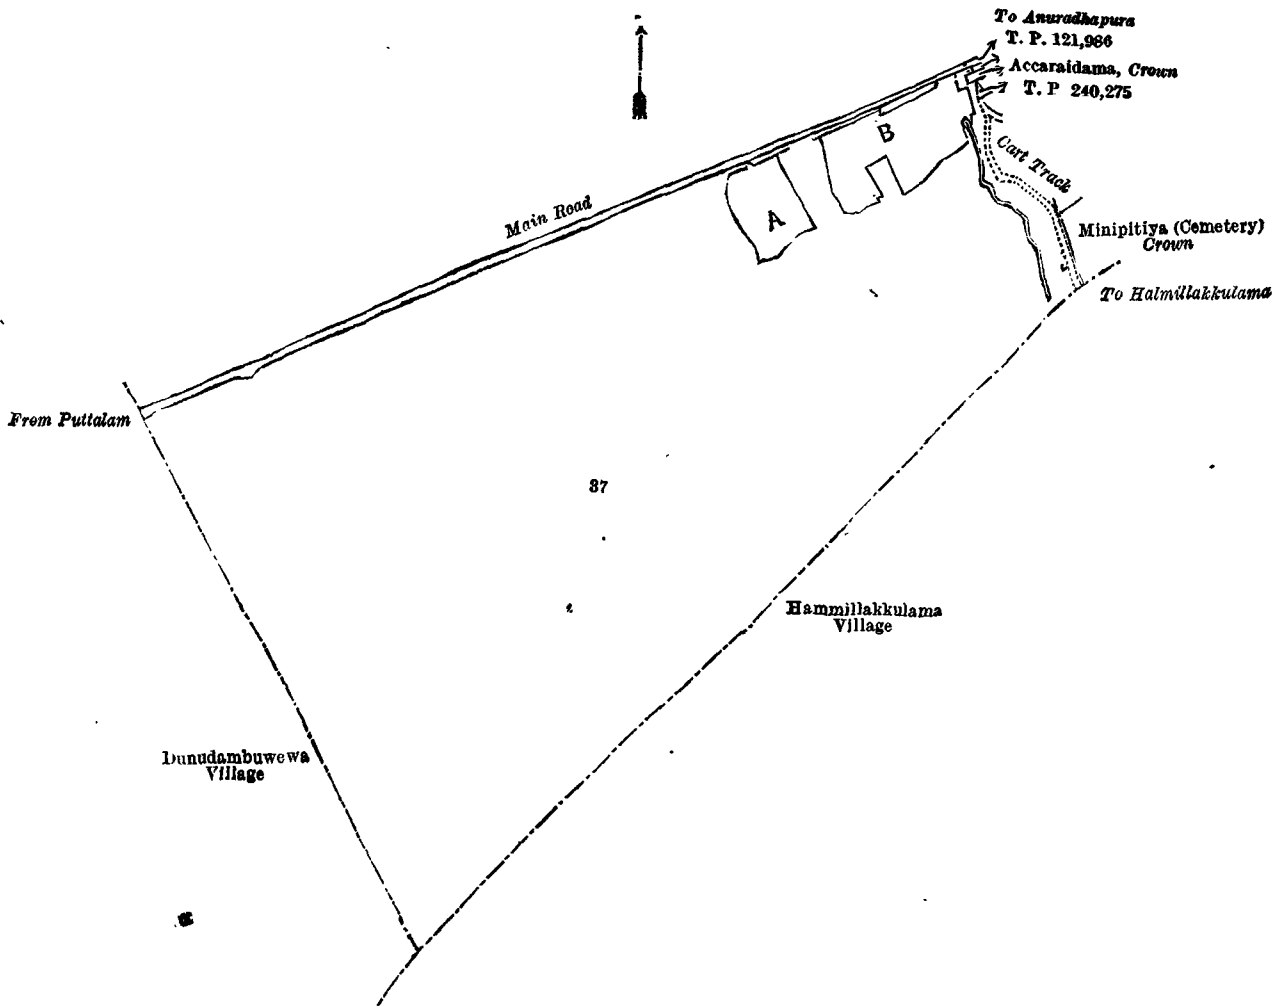 To Anuradhapura
T. P. 121,986
Accaraidama, Crown
T. P 240,275
B
Cart Track
A
Main Road
Minipitiya (Cemetery)
Crown
To Halmillakkulama
From Puttalam
37
Hammillakkulama
Village
Dunudambuwewa
Village